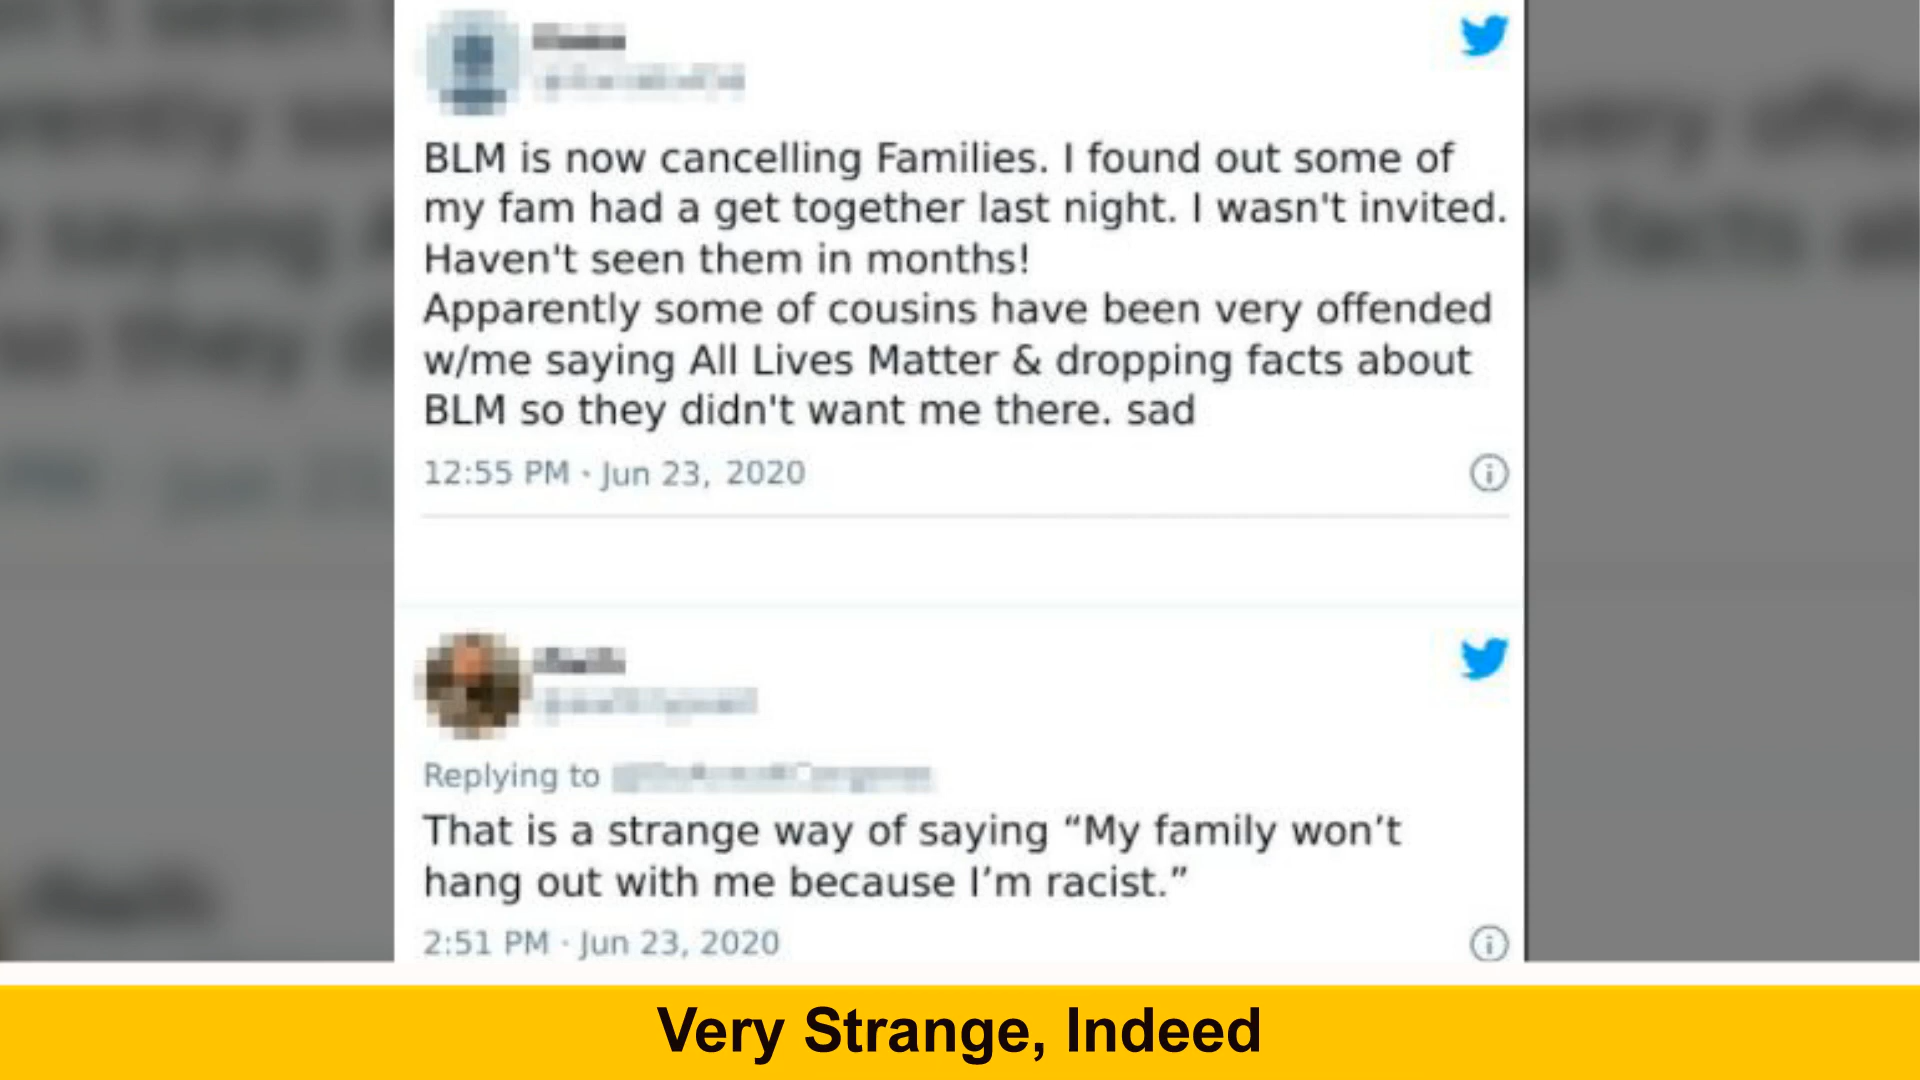 BLM is now cancelling Families. I found out some of
my fam had a get together last night. I wasn't invited.
Haven't seen them in months!
Apparently some of cousins have been very offended
w/me saying All Lives Matter & dropping facts about
BLM so they didn't want me there. sad
12:55 PM · Jun 23, 2020
Replying to
That is a strange way of saying “My family won’t
hang out with me because I’m racist.”
2:51 PM · Jun 23, 2020
Very Strange, Indeed